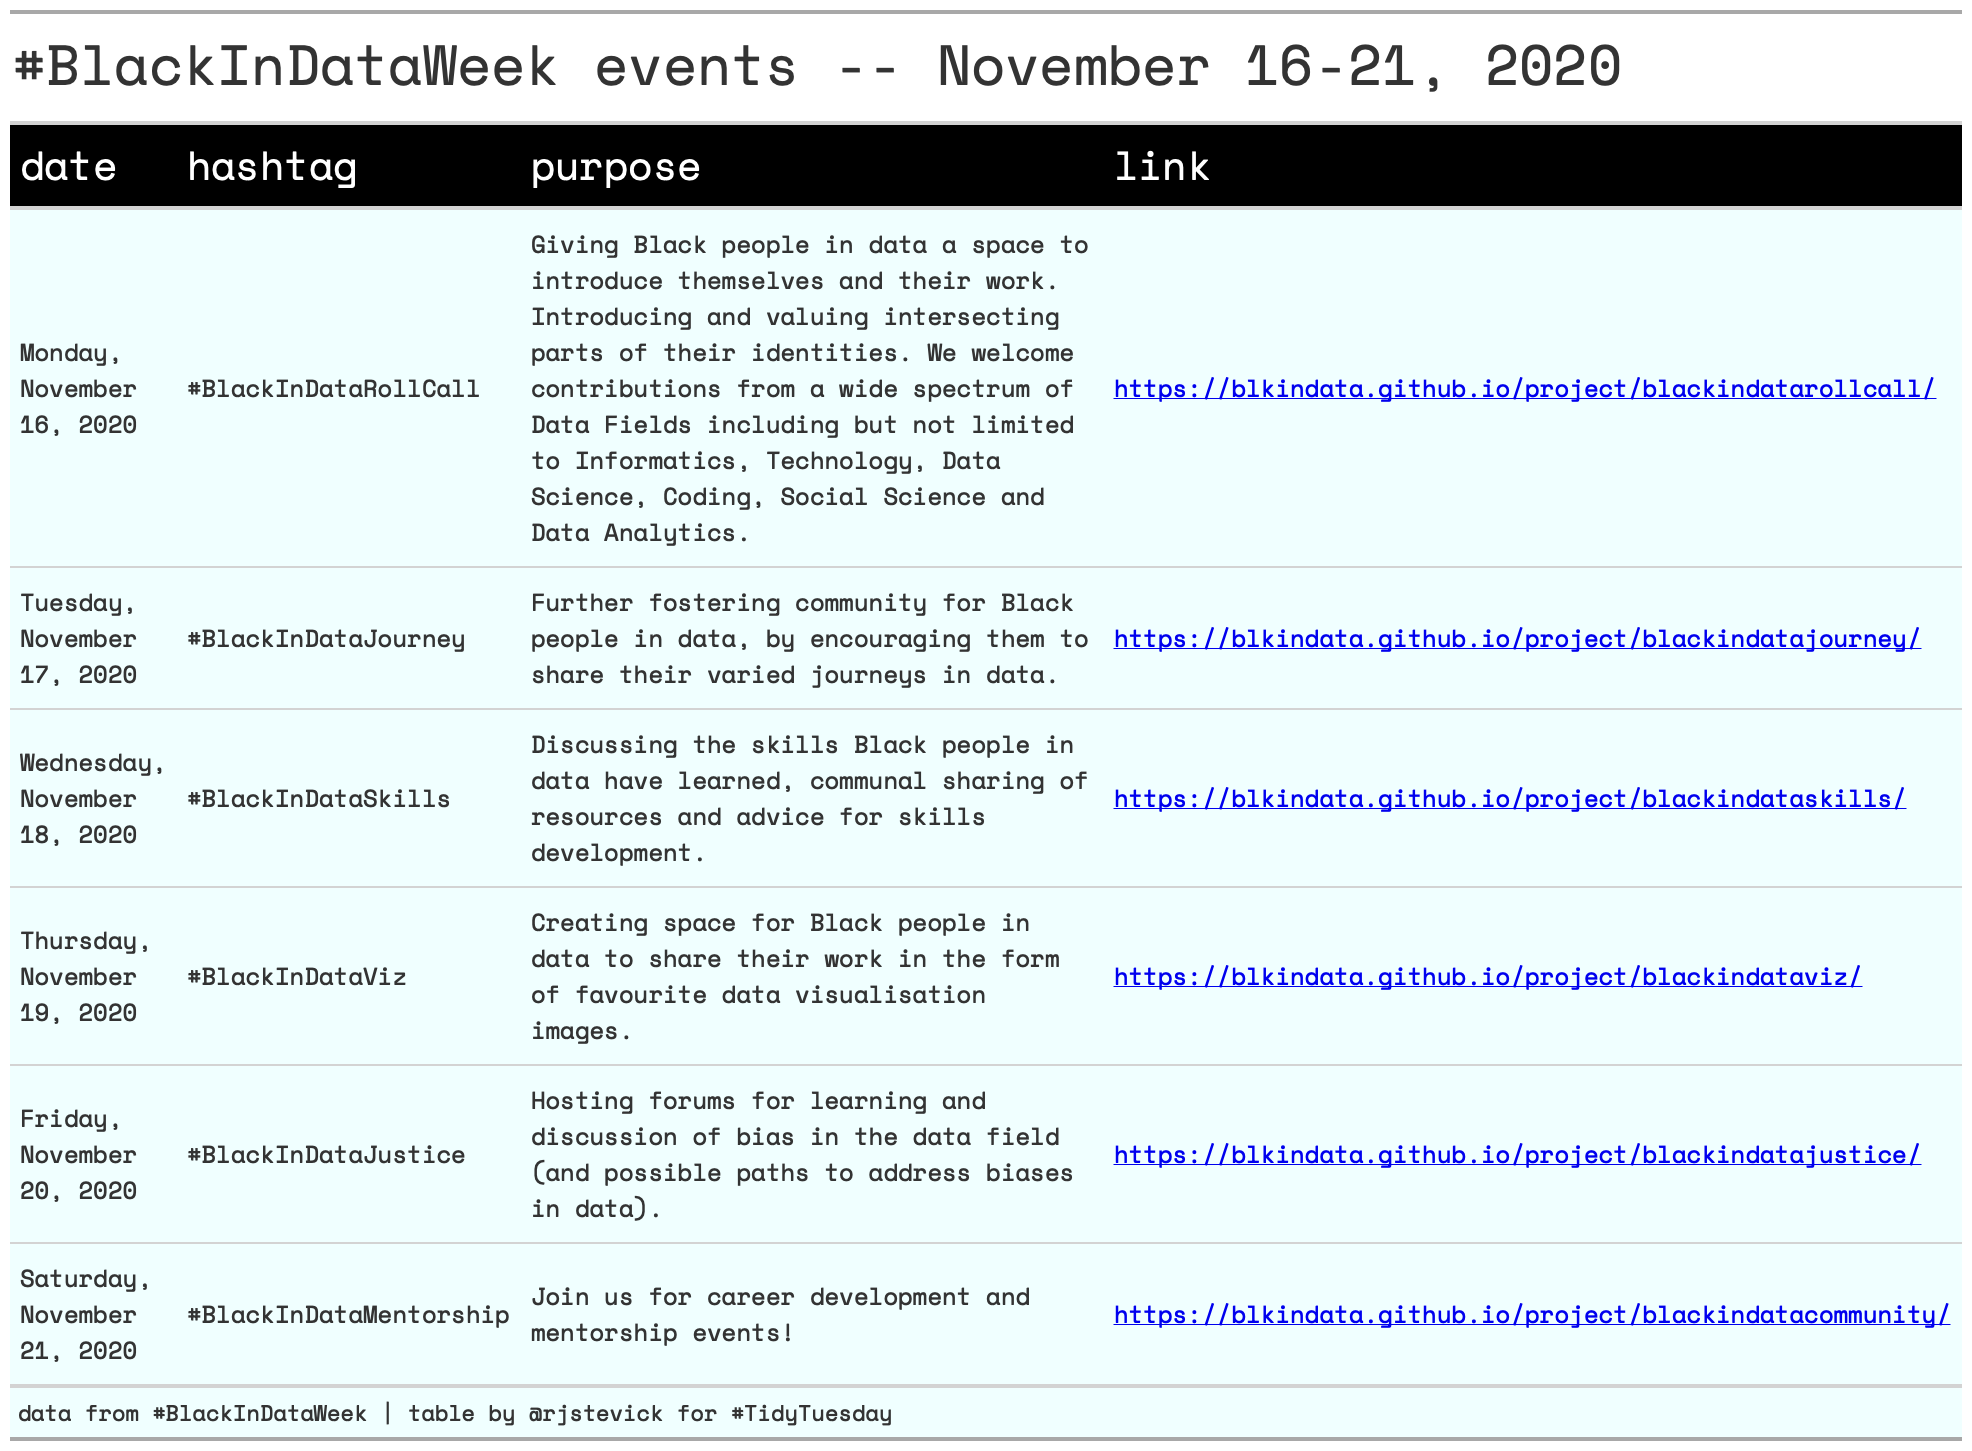 #BlackInDataWeek events -- November 16-21, 2020
date hashtag purpose link
Monday,
November
16, 2020
#BlackInDataRollCall
Giving Black people in data a space to
introduce themselves and their work.
Introducing and valuing intersecting
parts of their identities. We welcome
contributions from a wide spectrum of
Data Fields including but not limited
to Informatics, Technology, Data
Science, Coding, Social Science and
Data Analytics.
https://blkindata.github.io/project/blackindatarollcall/
Tuesday,
November
17, 2020
#BlackInDataJourney
Further fostering community for Black
people in data, by encouraging them to
share their varied journeys in data.
https://blkindata.github.io/project/blackindatajourney/
Wednesday,
November
18, 2020
#BlackInDataSkills
Discussing the skills Black people in
data have learned, communal sharing of
resources and advice for skills
development.
https://blkindata.github.io/project/blackindataskills/
Thursday,
November
19, 2020
#BlackInDataViz
Creating space for Black people in
data to share their work in the form
of favourite data visualisation
images.
https://blkindata.github.io/project/blackindataviz/
Friday,
November
20, 2020
#BlackInDataJustice
Hosting forums for learning and
discussion of bias in the data field
(and possible paths to address biases
in data).
https://blkindata.github.io/project/blackindatajustice/
Saturday,
November
21, 2020
#BlackInDataMentorship
Join us for career development and
mentorship events!
https://blkindata.github.io/project/blackindatacommunity/
data from #BlackInDataWeek | table by @rjstevick for #TidyTuesday